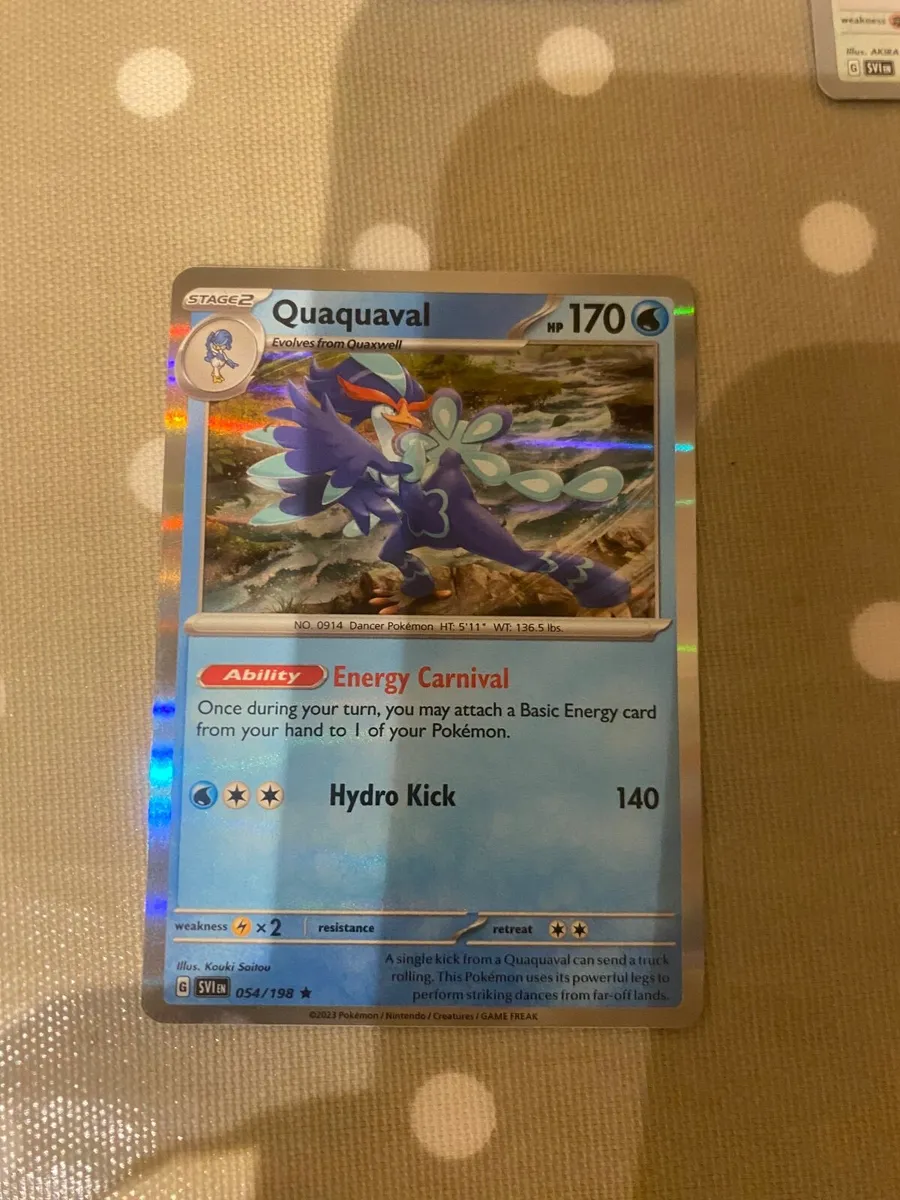 weakness
Illus. AKIRA
G SVI EN
STAGE2 Quaquaval HP 170
Evolves from Quaxwell
NO. 0914 Dancer Pokémon HT: 5'11" WT: 136.5 lbs.
Ability Energy Carnival
Once during your turn, you may attach a Basic Energy card
from your hand to 1 of your Pokémon.
Hydro Kick 140
weakness ×2 resistance retreat
Illus. Kouki Saitou
G SVI EN 054/198
A single kick from a Quaquaval can send a truck
rolling. This Pokémon uses its powerful legs to
perform striking dances from far-off lands.
©2023 Pokémon / Nintendo / Creatures / GAME FREAK